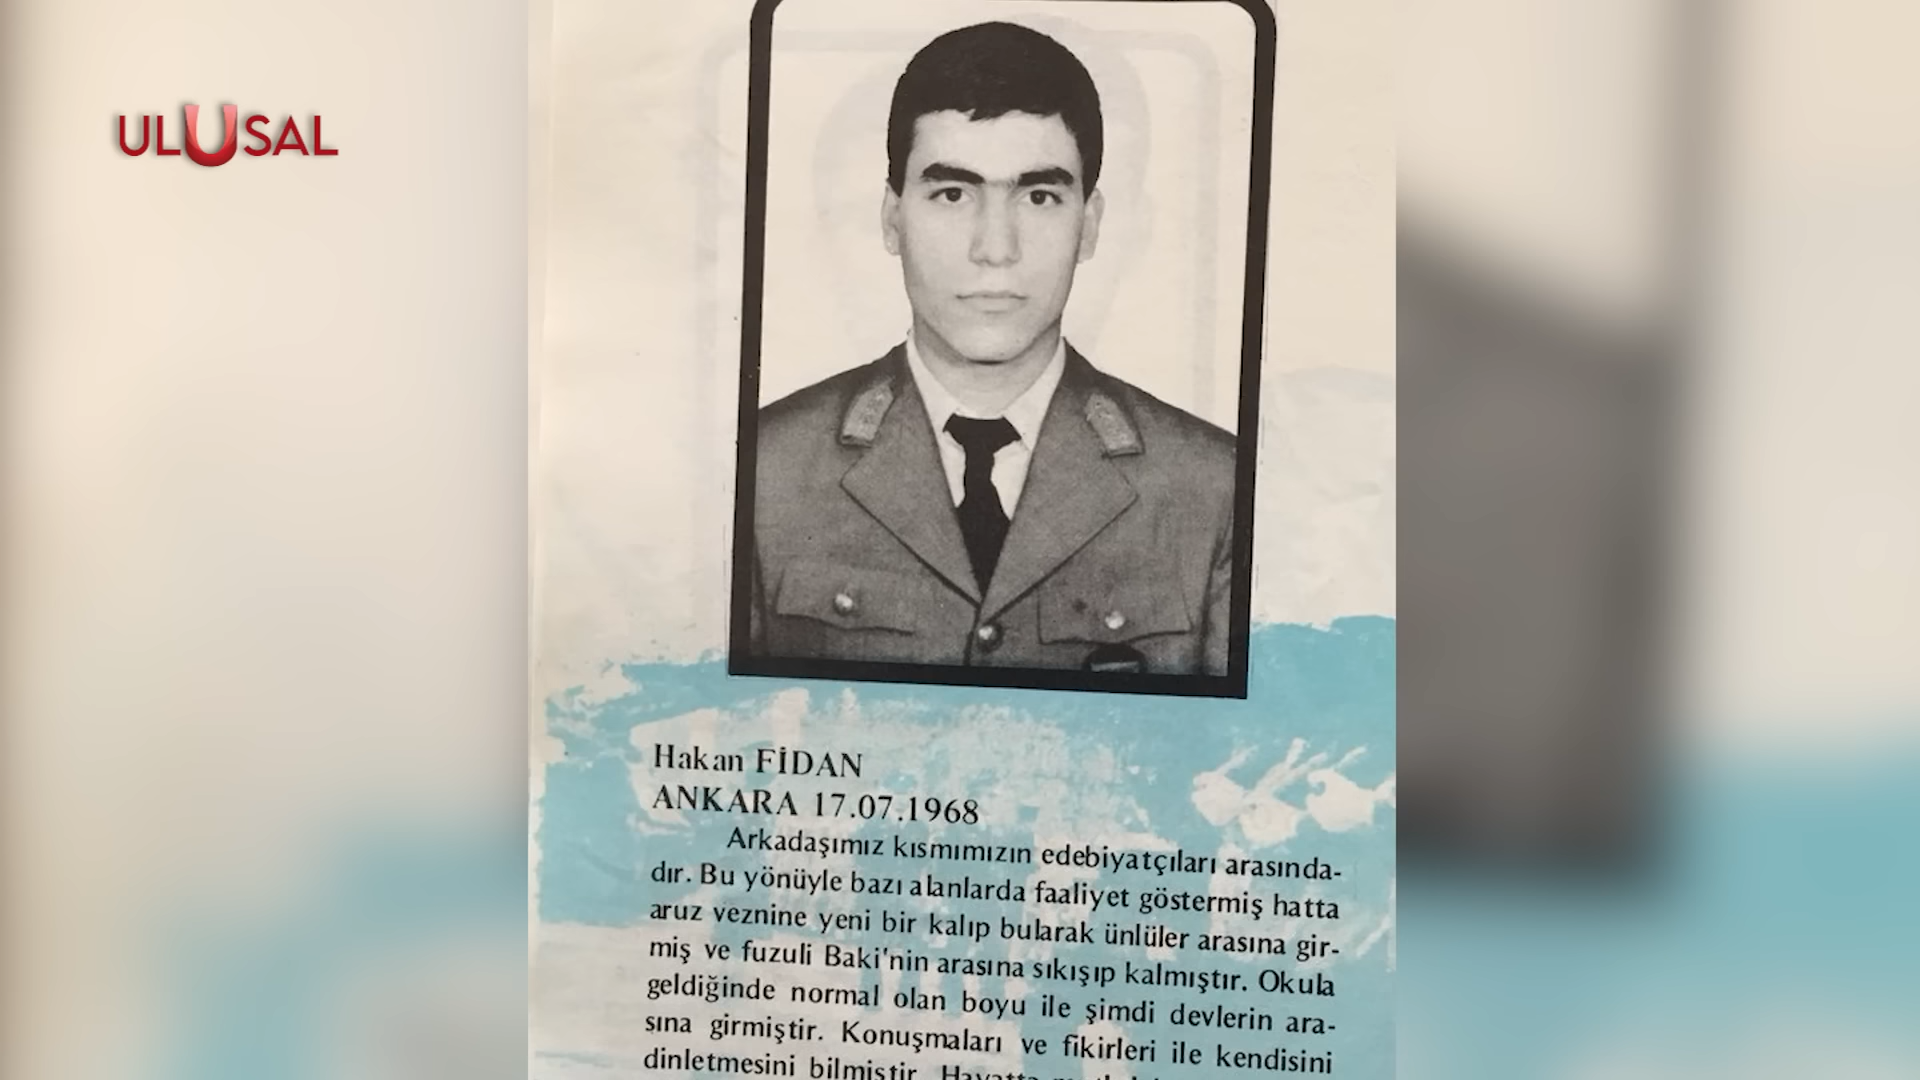 ULUSAL
Hakan FİDAN
ANKARA 17.07.1968
Arkadaşımız kısmımızın edebiyatçıları arasında-
dır. Bu yönüyle bazı alanlarda faaliyet göstermiş hatta
aruz veznine yeni bir kalıp bularak ünlüler arasına gir-
miş ve fuzuli Baki'nin arasına sıkışıp kalmıştır. Okula
geldiğinde normal olan boyu ile şimdi devlerin ara-
sına girmiştir. Konuşmaları ve fikirleri ile kendisini
dinletmesini bilmiştir. Hayatta